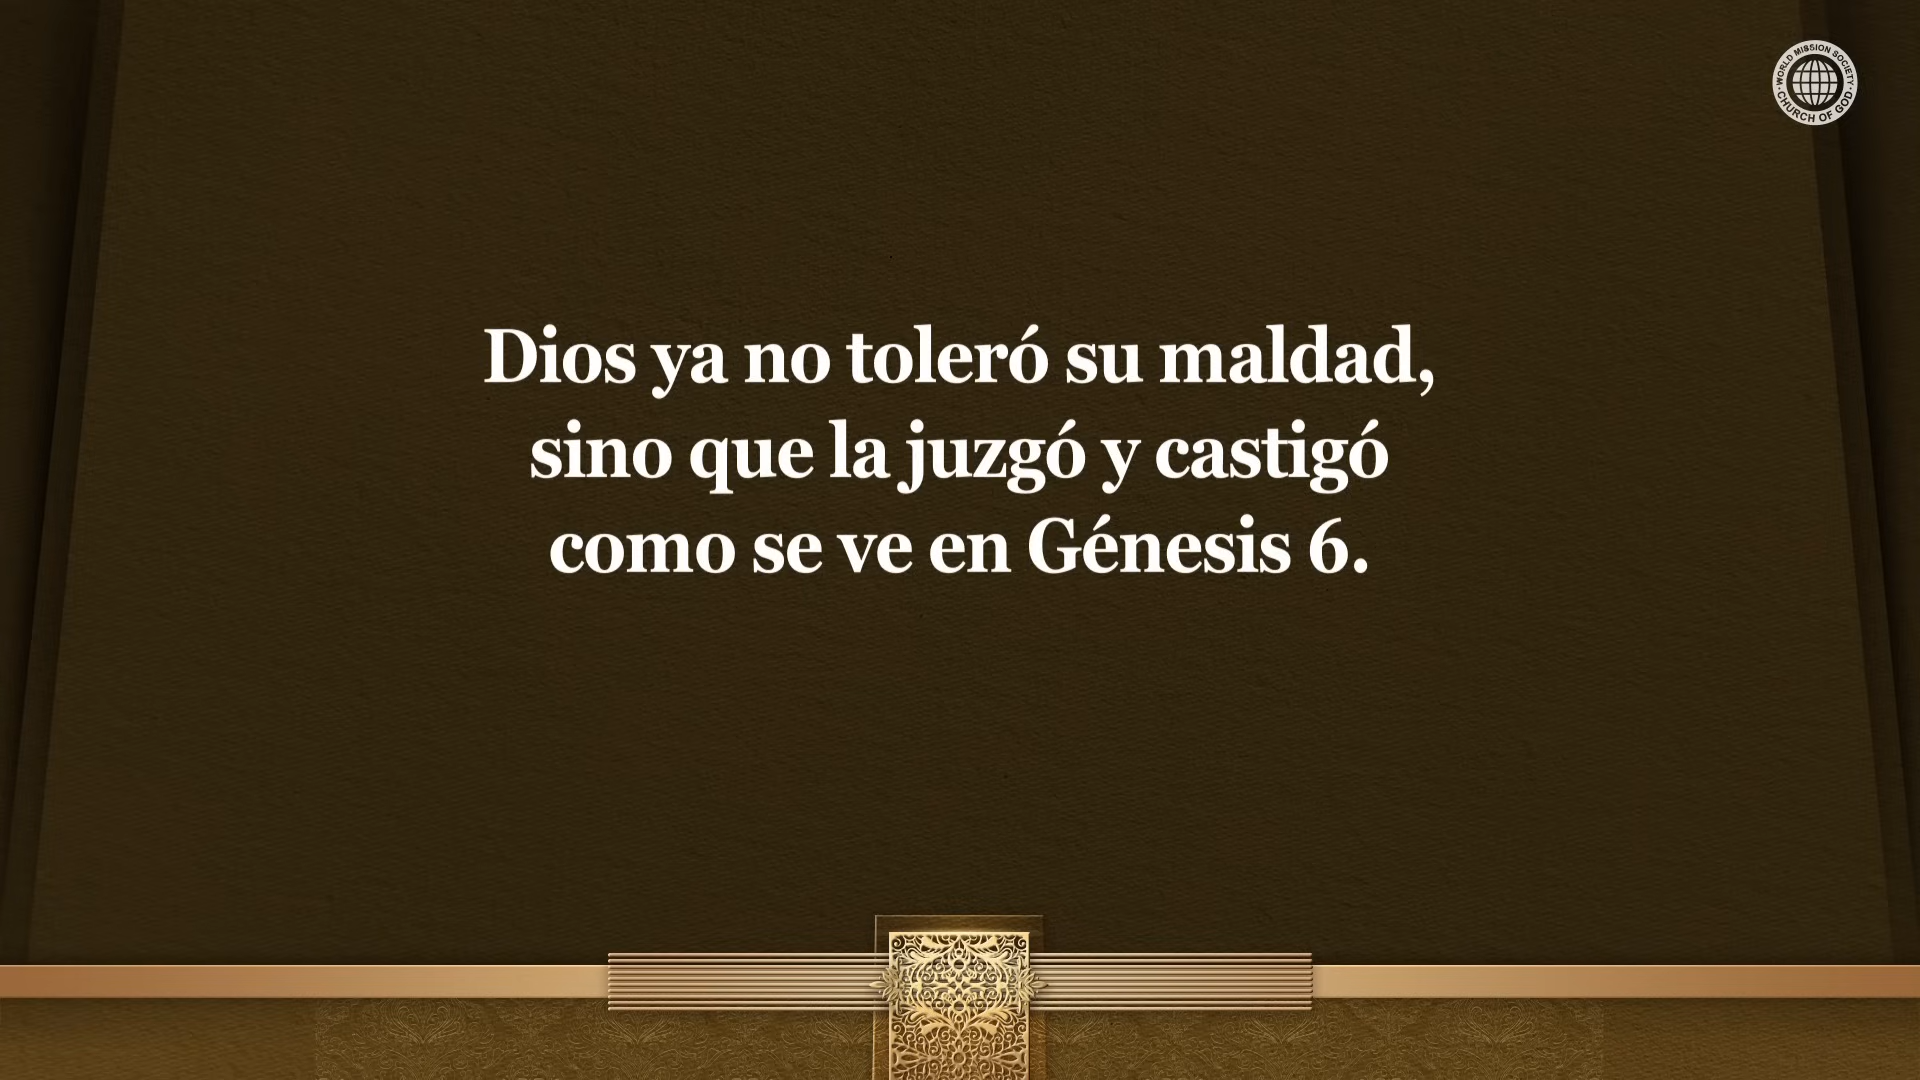 WORLD MISSION SOCIETY
CHURCH OF GOD
Dios ya no toleró su maldad,
sino que la juzgó y castigó
como se ve en Génesis 6.